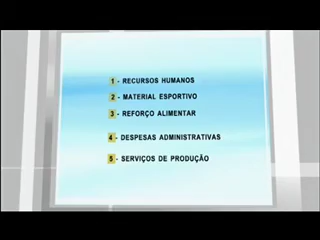 1 - RECURSOS HUMANOS
2 - MATERIAL ESPORTIVO
3 - REFORÇO ALIMENTAR
4 - DESPESAS ADMINISTRATIVAS
5 - SERVIÇOS DE PRODUÇÃO